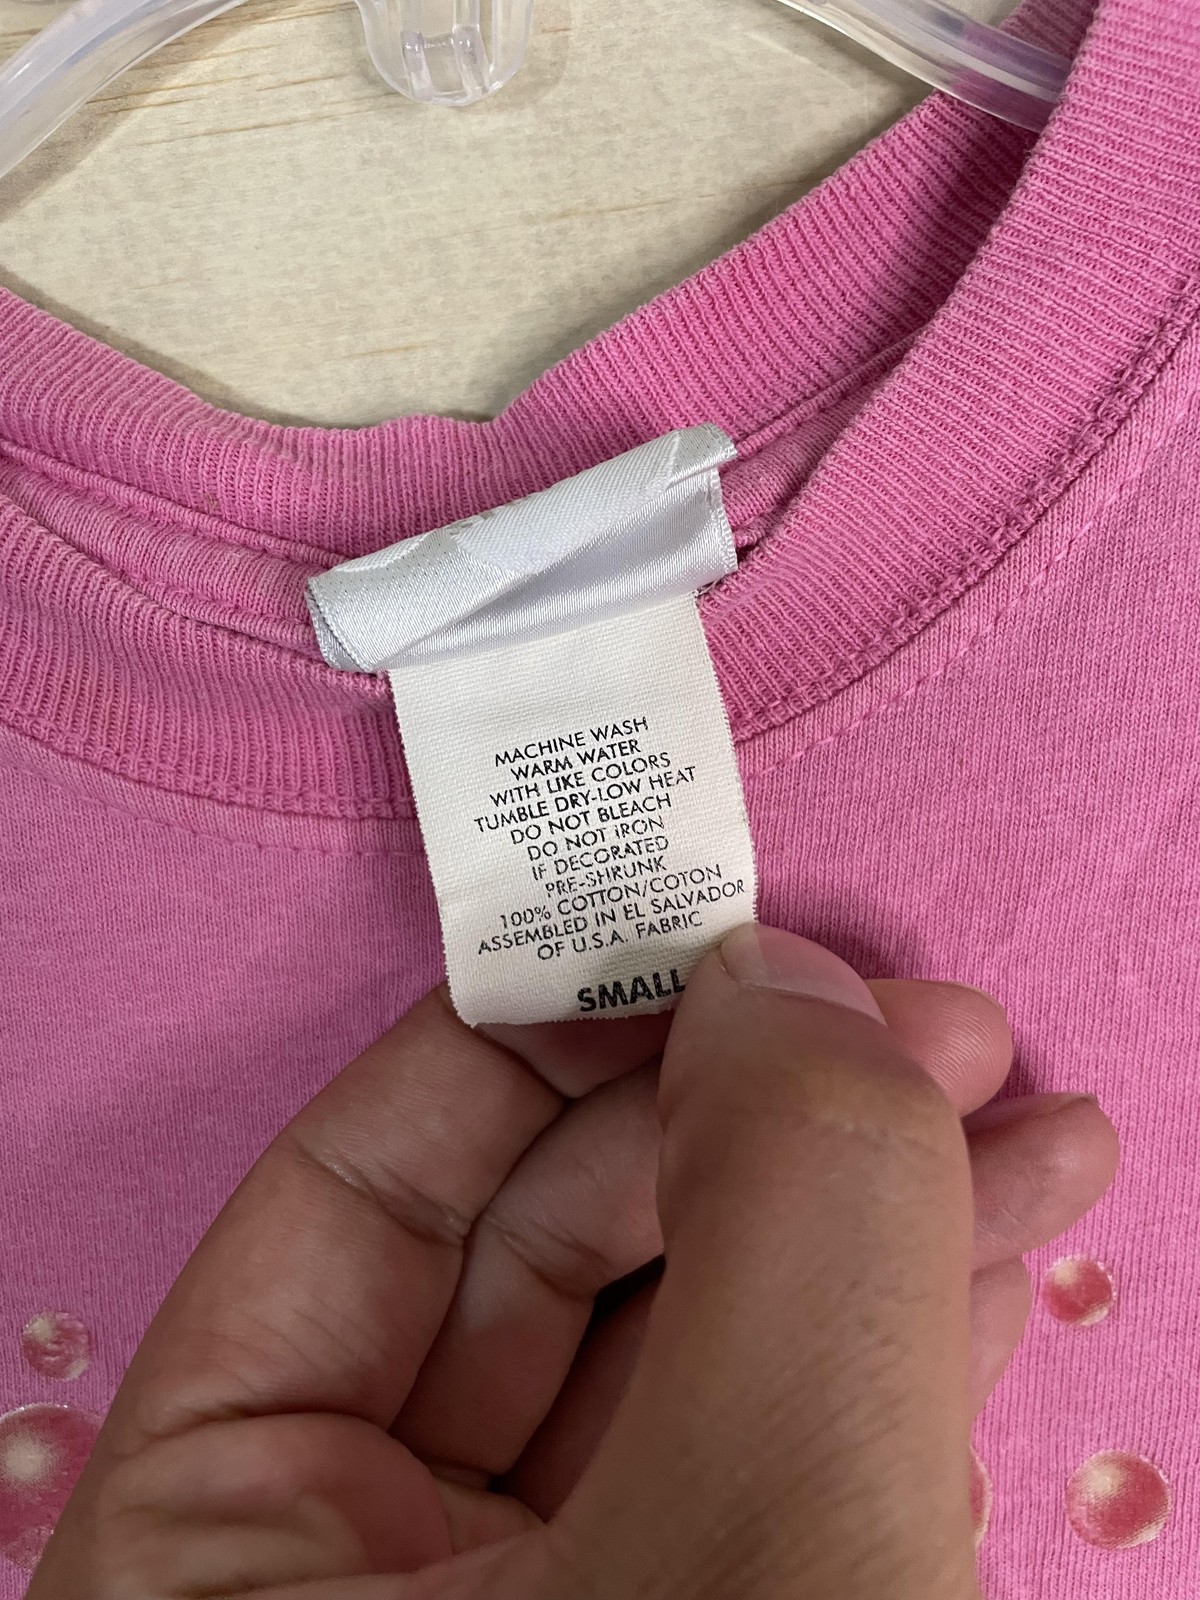 MACHINE WASH
WARM WATER
WITH LIKE COLORS
TUMBLE DRY-LOW HEAT
DO NOT BLEACH
DO NOT IRON
IF DECORATED
PRE-SHRUNK
100% COTTON/COTON
ASSEMBLED IN EL SALVADOR
OF U.S.A. FABRIC
SMALL